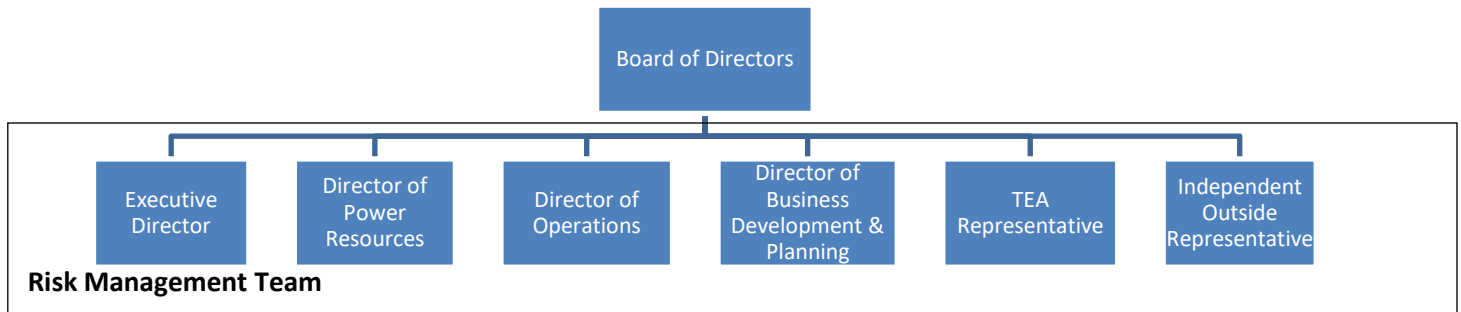 Board of Directors
Executive
Director
Director of
Power
Resources
Director of
Operations
Director of
Business
Development &
Planning
TEA
Representative
Independent
Outside
Representative
Risk Management Team